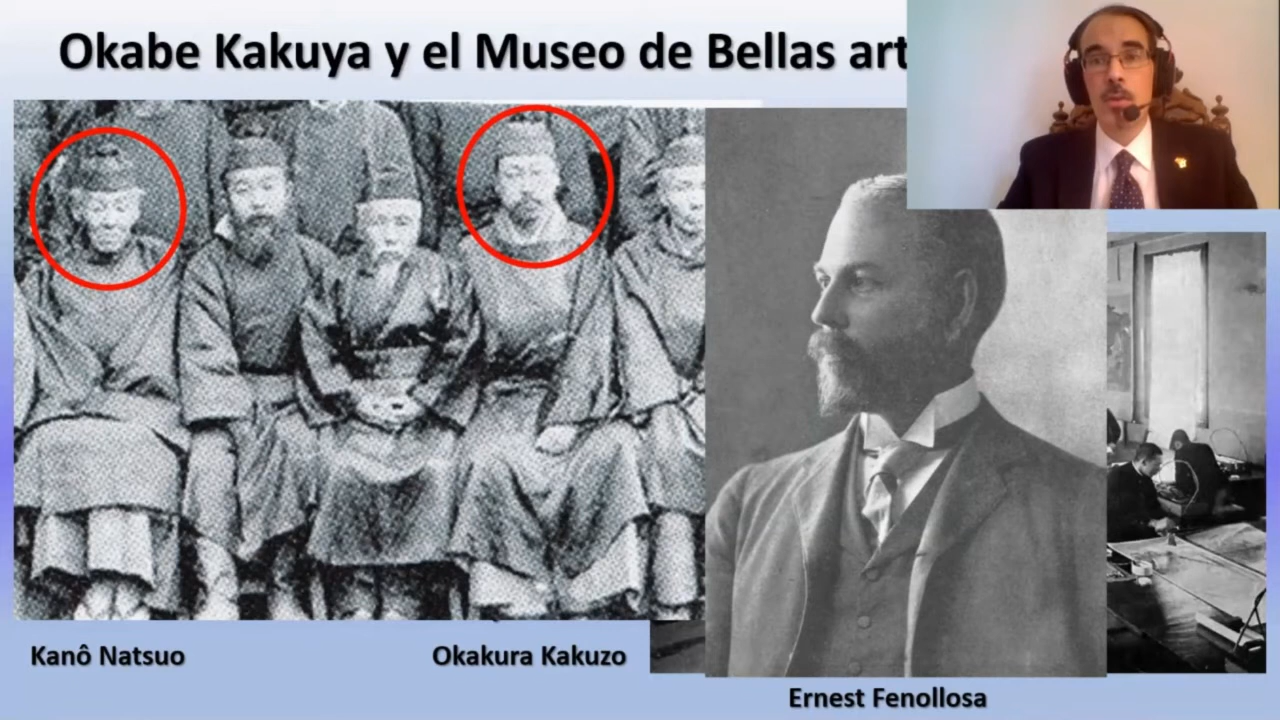 Okabe Kakuya y el Museo de Bellas art
Kanô Natsuo
Okakura Kakuzo
Ernest Fenollosa